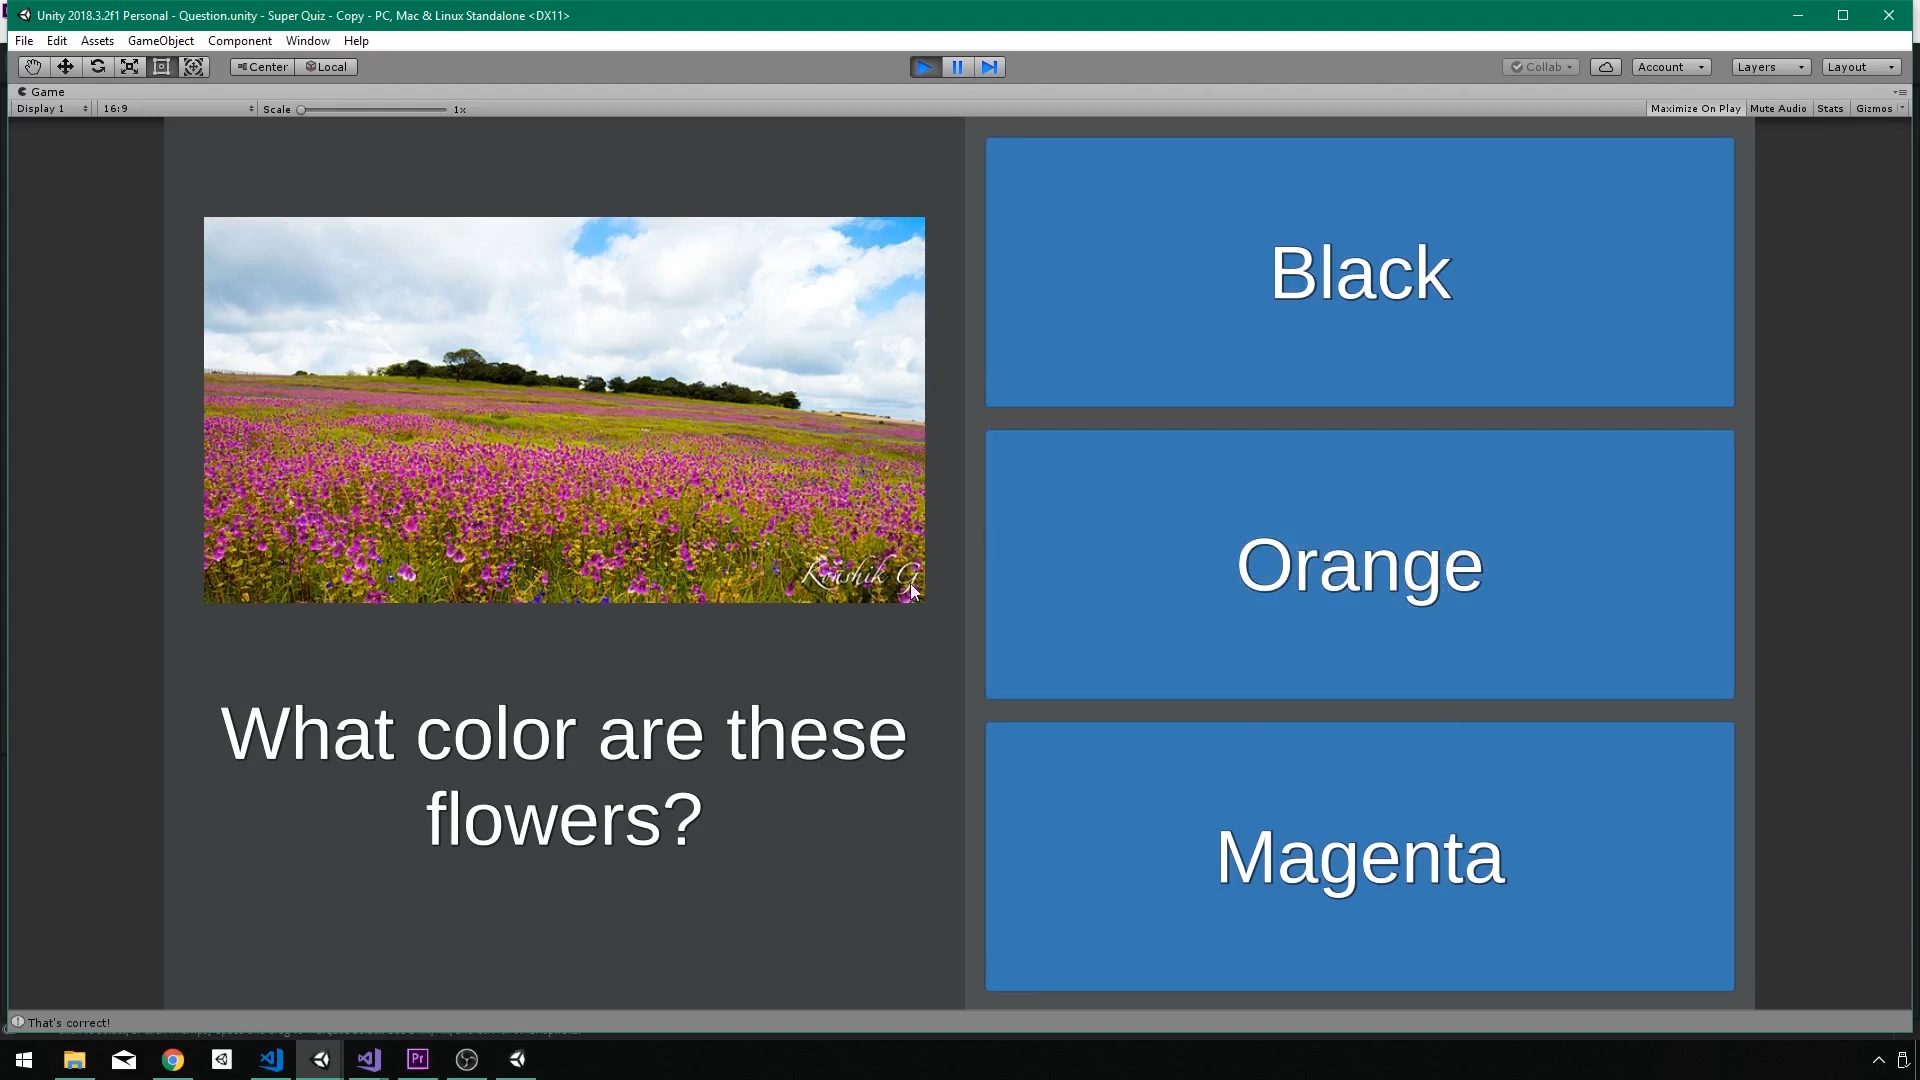 Unity 2018.3.2f1 Personal - Question.unity - Super Quiz - Copy - PC, Mac & Linux Standalone <DX11>
File Edit Assets GameObject Component Window Help
Center Local Collab Account Layers Layout
Game
Display 1 16:9 Scale 1x Maximize On Play Mute Audio Stats Gizmos
Black
Orange
Koushik G
What color are these
flowers?
Magenta
That's correct!
Pr